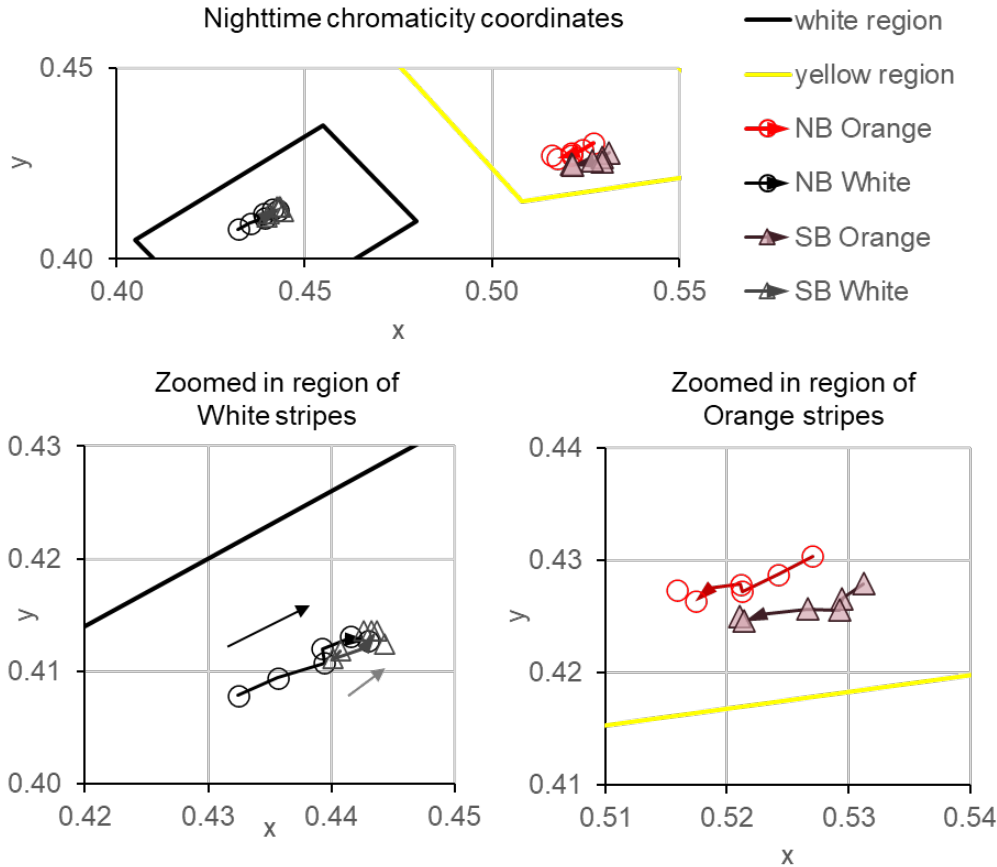 Nighttime chromaticity coordinates
0.45
y
0.40
0.40
0.45
0.50
0.55
x
white region
yellow region
NB Orange
NB White
SB Orange
SB White
Zoomed in region of
White stripes
0.43
0.42
y
0.41
0.40
0.42
0.43
x
0.44
0.45
Zoomed in region of
Orange stripes
0.44
0.43
y
0.42
0.41
0.51
0.52
0.53
0.54
x